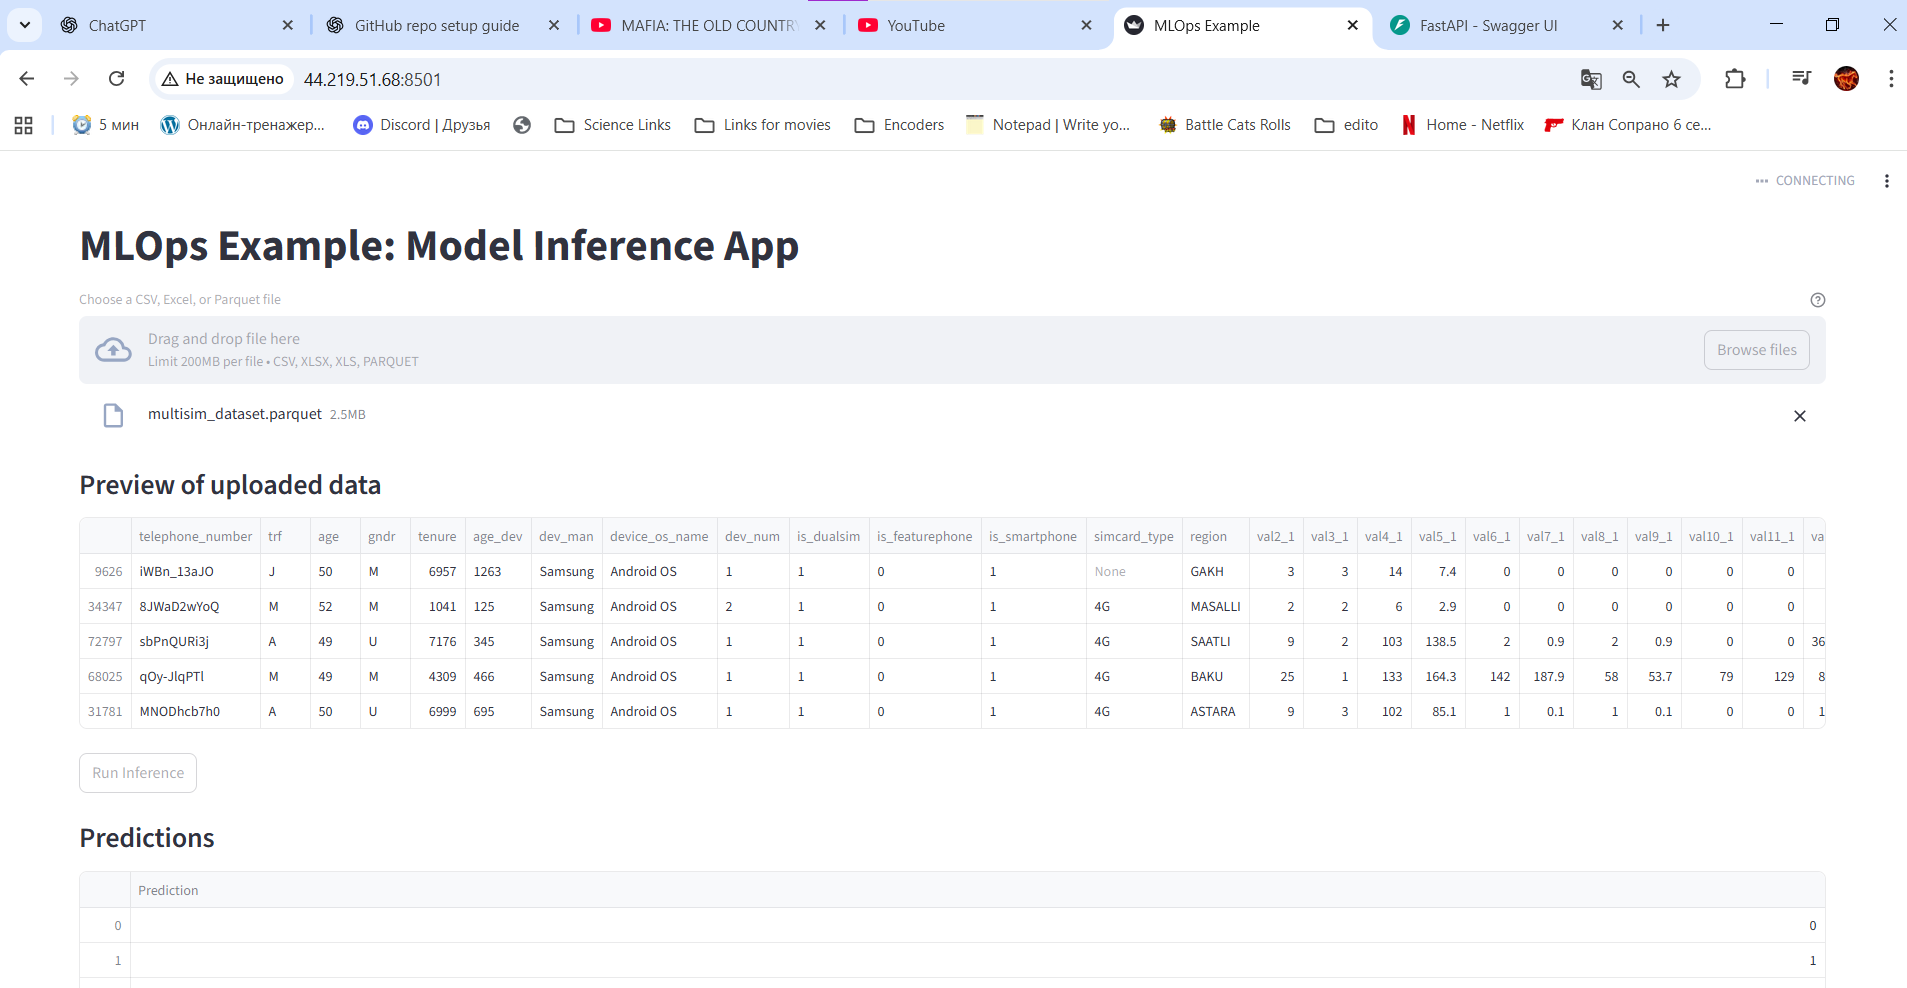 ChatGPT
GitHub repo setup guide
MAFIA: THE OLD COUNTRY
YouTube
MLOps Example
FastAPI - Swagger UI
Не защищено
44.219.51.68:8501
5 мин
Онлайн-тренажер...
Discord | Друзья
Science Links
Links for movies
Encoders
Notepad | Write yo...
Battle Cats Rolls
edito
Home - Netflix
Клан Сопрано 6 се...
CONNECTING
MLOps Example: Model Inference App
Choose a CSV, Excel, or Parquet file
Drag and drop file here
Limit 200MB per file • CSV, XLSX, XLS, PARQUET
Browse files
multisim_dataset.parquet 2.5MB
Preview of uploaded data
telephone_number trf age gndr tenure age_dev dev_man device_os_name dev_num is_dualsim is_featurephone is_smartphone simcard_type region val2_1 val3_1 val4_1 val5_1 val6_1 val7_1 val8_1 val9_1 val10_1 val11_1 va
9626 iWBn_13aJO J 50 M 6957 1263 Samsung Android OS 1 1 0 1 None GAKH 3 3 14 7.4 0 0 0 0 0 0
34347 8JWaD2wYoQ M 52 M 1041 125 Samsung Android OS 2 1 0 1 4G MASALLI 2 2 6 2.9 0 0 0 0 0 0
72797 sbPnQURi3j A 49 U 7176 345 Samsung Android OS 1 1 0 1 4G SAATLI 9 2 103 138.5 2 0.9 2 0.9 0 0 36
68025 qOy-JlqPTl M 49 M 4309 466 Samsung Android OS 1 1 0 1 4G BAKU 25 1 133 164.3 142 187.9 58 53.7 79 129 8
31781 MNODhcb7h0 A 50 U 6999 695 Samsung Android OS 1 1 0 1 4G ASTARA 9 3 102 85.1 1 0.1 1 0.1 0 0 1
Run Inference
Predictions
Prediction
0 0
1 1